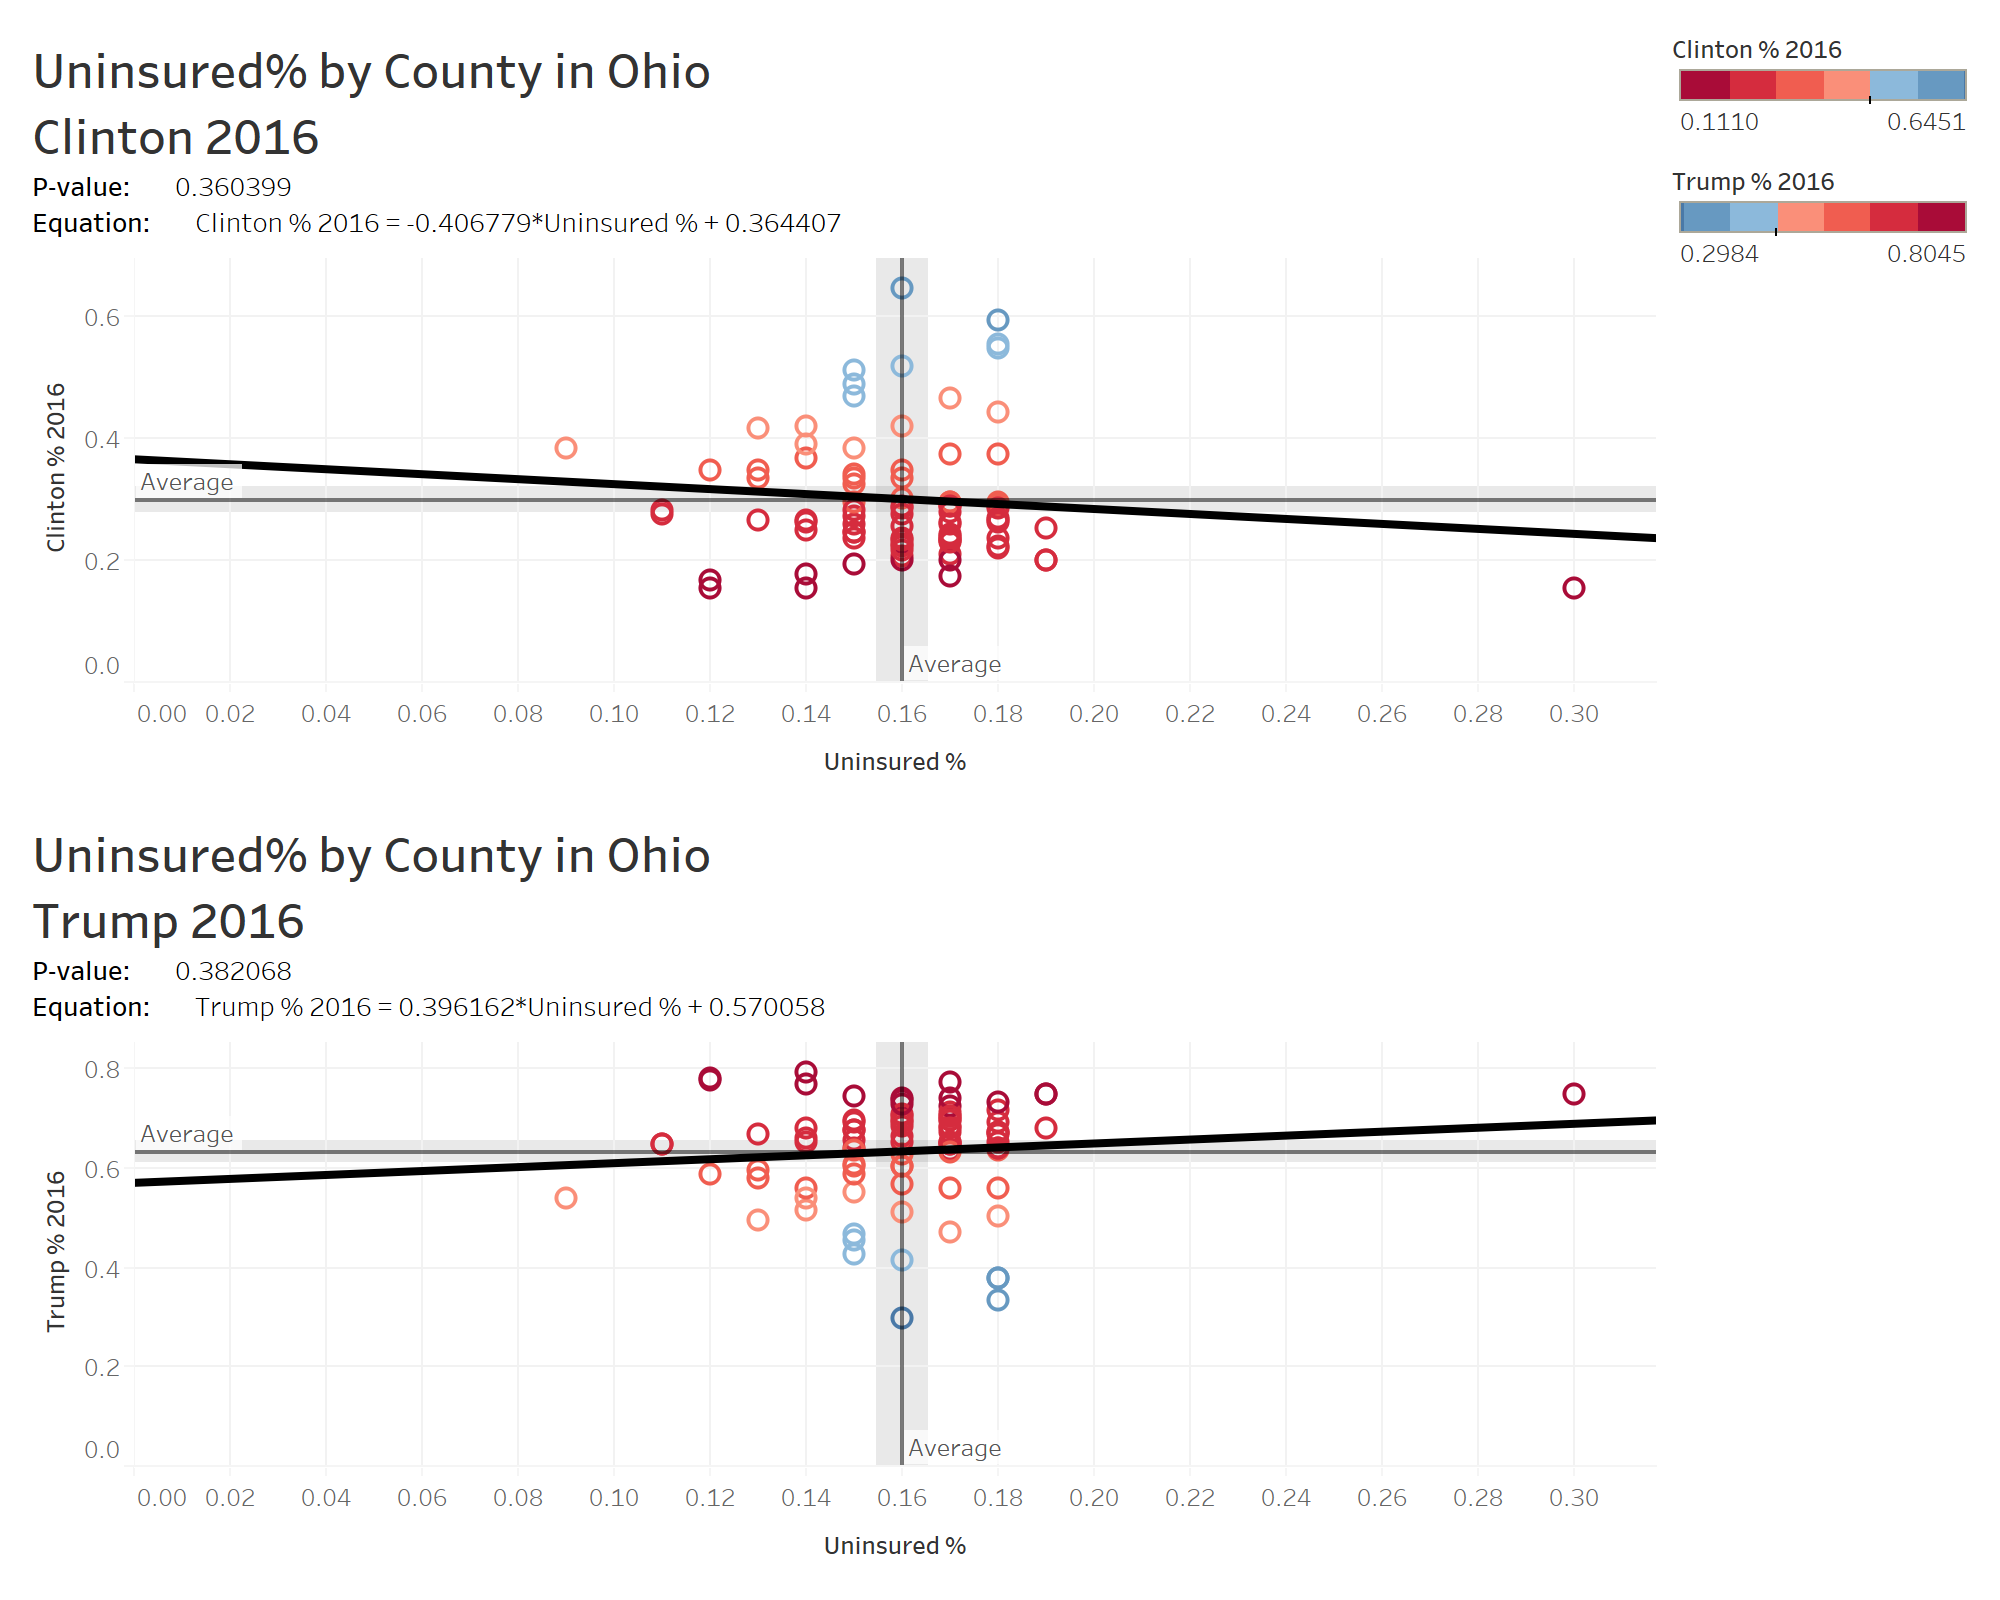 Uninsured% by County in Ohio
Clinton 2016
P-value: 0.360399
Equation: Clinton % 2016 = -0.406779*Uninsured % + 0.364407
Clinton % 2016
0.1110 0.6451
Trump % 2016
0.2984 0.8045
0.6
0.4
0.2
0.0
Clinton % 2016
Average
Average
0.00 0.02 0.04 0.06 0.08 0.10 0.12 0.14 0.16 0.18 0.20 0.22 0.24 0.26 0.28 0.30
Uninsured %
Uninsured% by County in Ohio
Trump 2016
P-value: 0.382068
Equation: Trump % 2016 = 0.396162*Uninsured % + 0.570058
0.8
0.6
0.4
0.2
0.0
Trump % 2016
Average
Average
0.00 0.02 0.04 0.06 0.08 0.10 0.12 0.14 0.16 0.18 0.20 0.22 0.24 0.26 0.28 0.30
Uninsured %